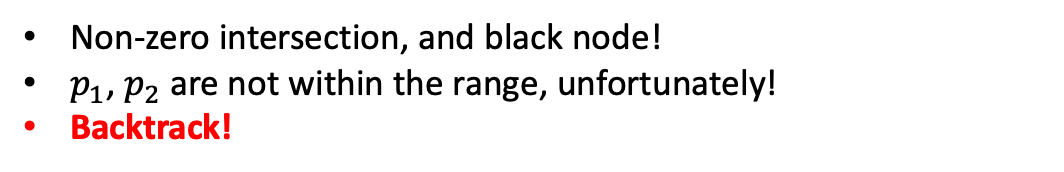 • Non-zero intersection, and black node!
• p₁, p₂ are not within the range, unfortunately!
• Backtrack!